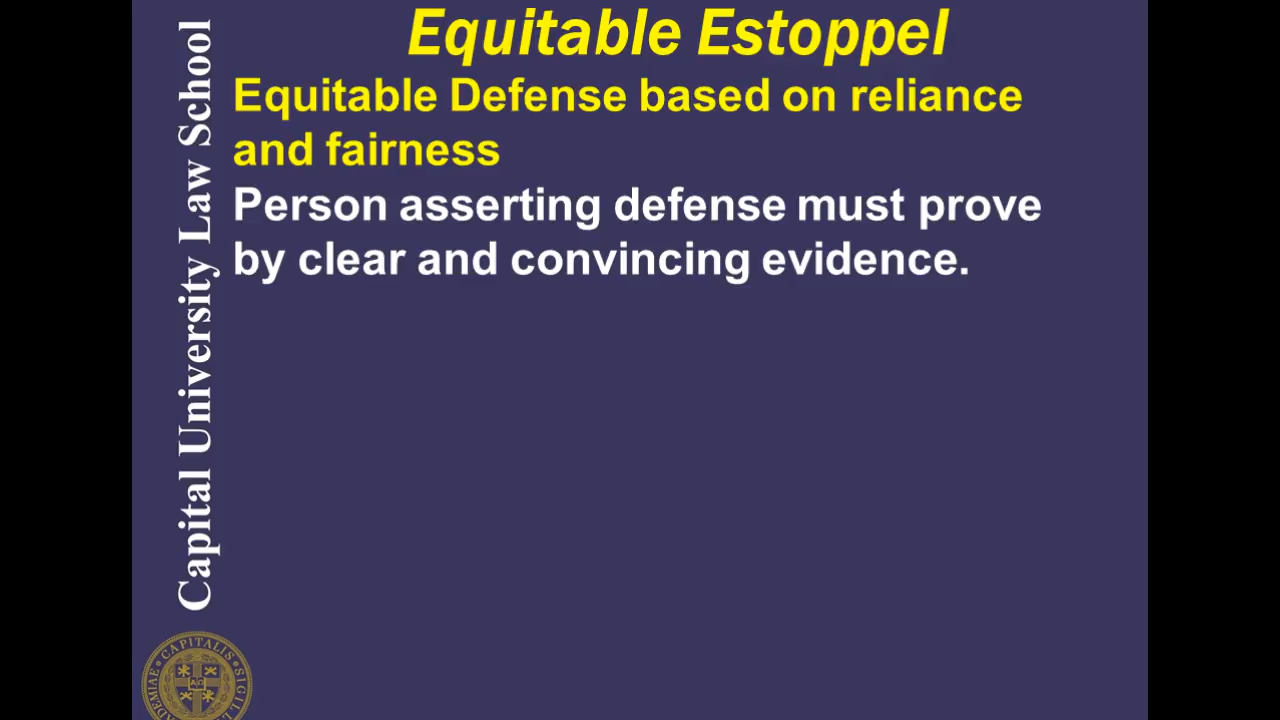 Equitable Estoppel
Equitable Defense based on reliance
and fairness
Person asserting defense must prove
by clear and convincing evidence.
Capital University Law School
CAPITALIS